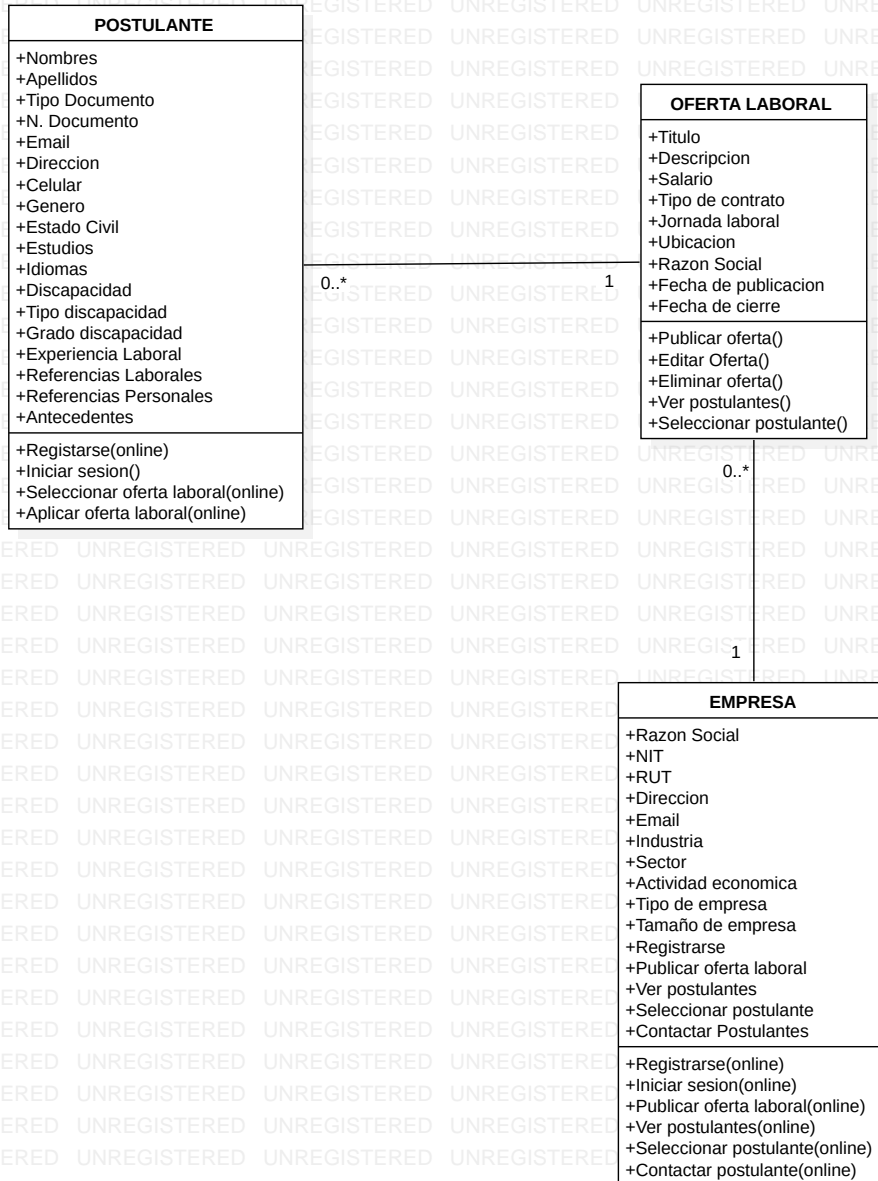 POSTULANTE
+Nombres
+Apellidos
+Tipo Documento
+N. Documento
+Email
+Direccion
+Celular
+Genero
+Estado Civil
+Estudios
+Idiomas
+Discapacidad
+Tipo discapacidad
+Grado discapacidad
+Experiencia Laboral
+Referencias Laborales
+Referencias Personales
+Antecedentes
+Registarse(online)
+Iniciar sesion()
+Seleccionar oferta laboral(online)
+Aplicar oferta laboral(online)
0..*
1
OFERTA LABORAL
+Titulo
+Descripcion
+Salario
+Tipo de contrato
+Jornada laboral
+Ubicacion
+Razon Social
+Fecha de publicacion
+Fecha de cierre
+Publicar oferta()
+Editar Oferta()
+Eliminar oferta()
+Ver postulantes()
+Seleccionar postulante()
0..*
1
EMPRESA
+Razon Social
+NIT
+RUT
+Direccion
+Email
+Industria
+Sector
+Actividad economica
+Tipo de empresa
+Tamaño de empresa
+Registrarse
+Publicar oferta laboral
+Ver postulantes
+Seleccionar postulante
+Contactar Postulantes
+Registrarse(online)
+Iniciar sesion(online)
+Publicar oferta laboral(online)
+Ver postulantes(online)
+Seleccionar postulante(online)
+Contactar postulante(online)
UNREGISTERED